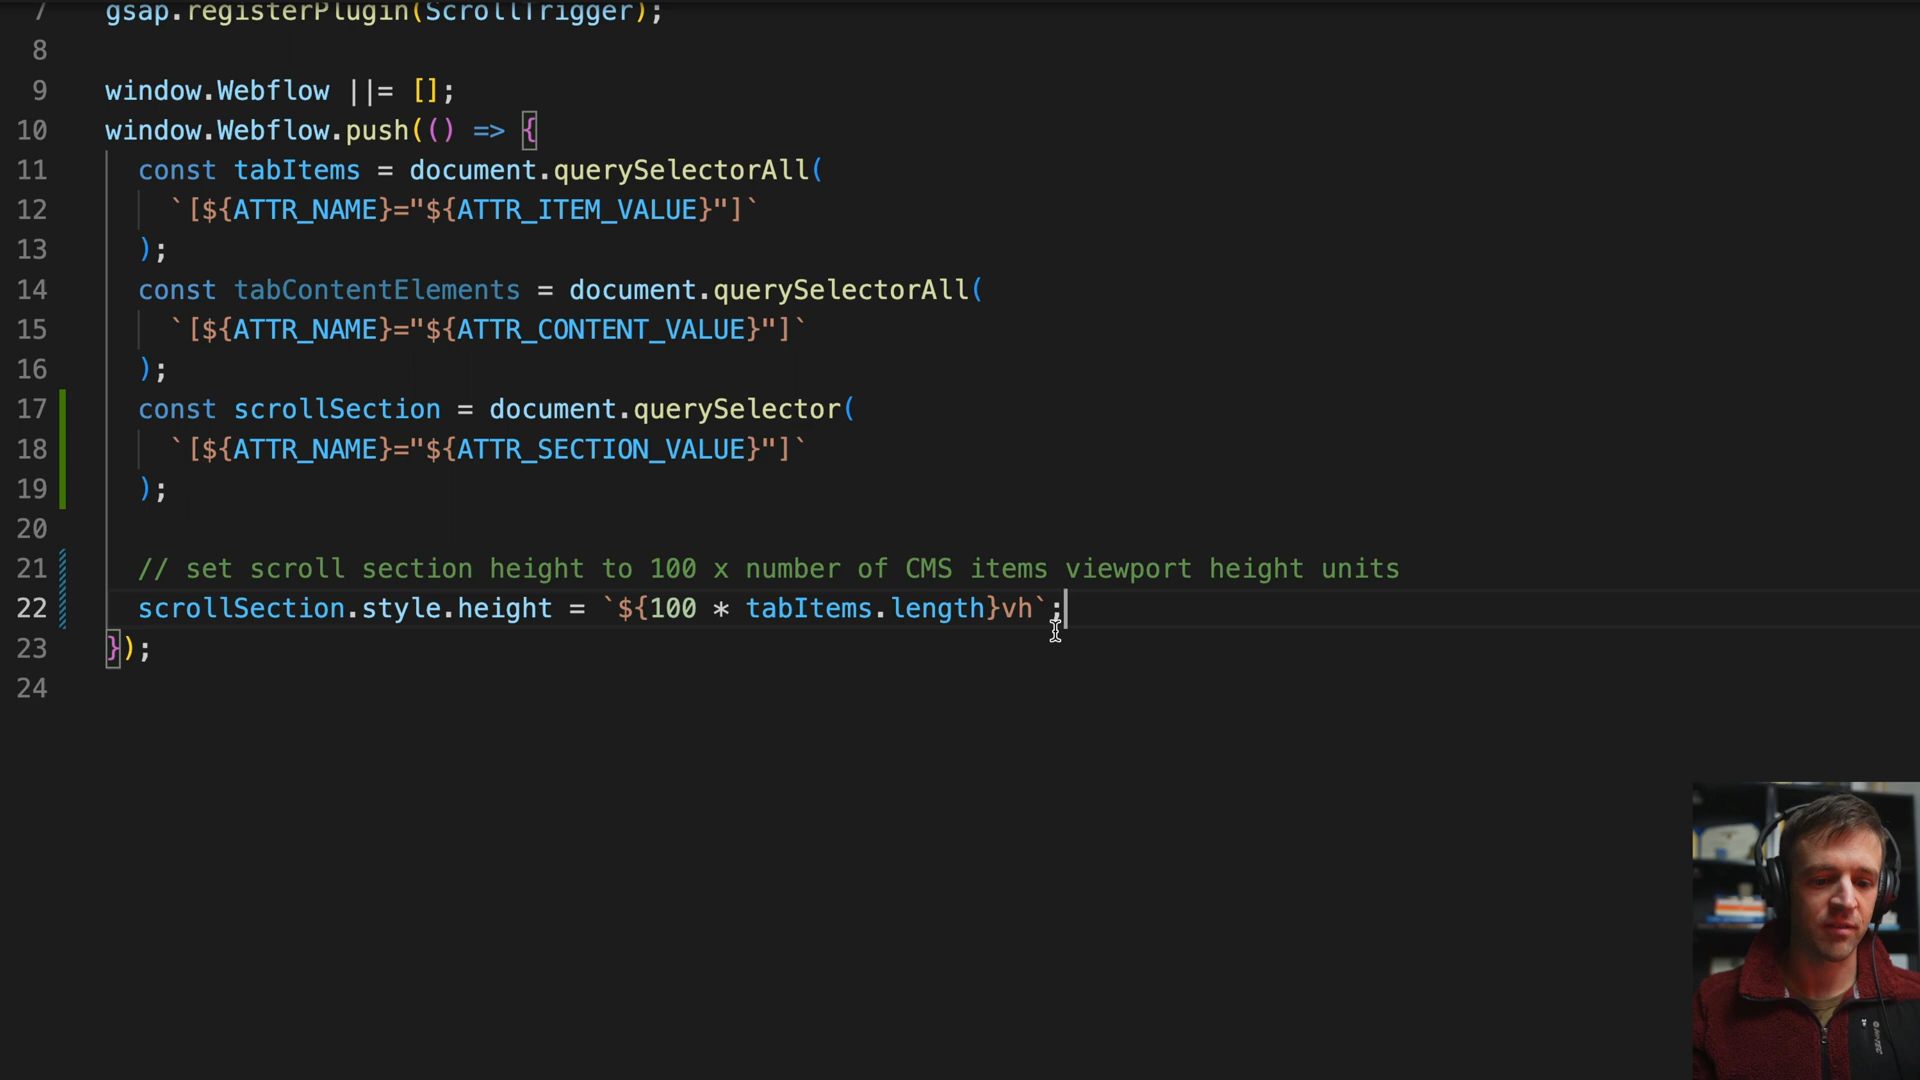 7 gsap.registerPlugin(ScrollTrigger);
8
9 window.Webflow ||= [];
10 window.Webflow.push(() => {
11 const tabItems = document.querySelectorAll(
12 `[${ATTR_NAME}="${ATTR_ITEM_VALUE}"]`
13 );
14 const tabContentElements = document.querySelectorAll(
15 `[${ATTR_NAME}="${ATTR_CONTENT_VALUE}"]`
16 );
17 const scrollSection = document.querySelector(
18 `[${ATTR_NAME}="${ATTR_SECTION_VALUE}"]`
19 );
20
21 // set scroll section height to 100 x number of CMS items viewport height units
22 scrollSection.style.height = `${100 * tabItems.length}vh`;
23 });
24